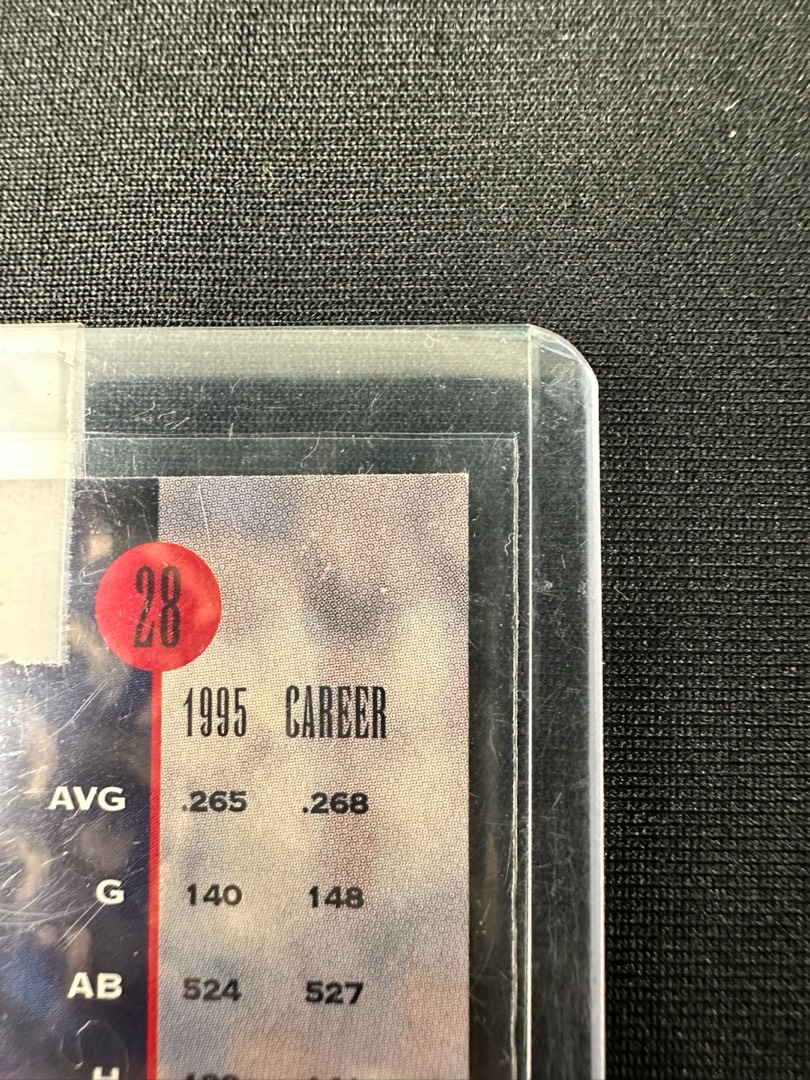 28
1995 CAREER
AVG .265 .268
G 140 148
AB 524 527
H